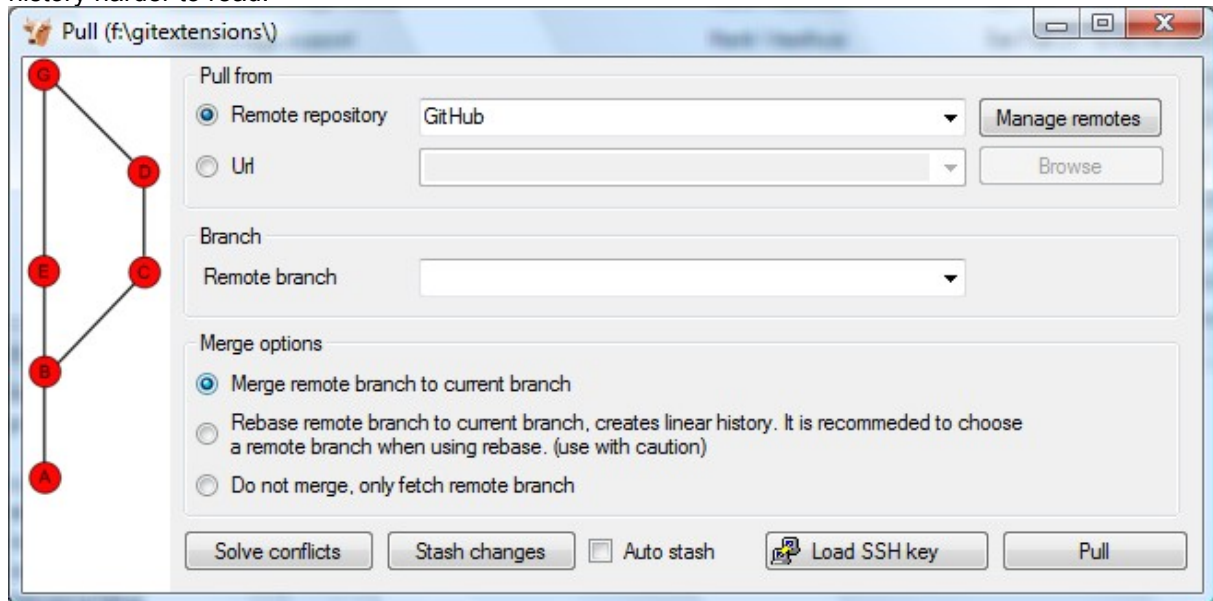 history harder to read.
Pull (f:\gitextensions\)
G
D
E
C
B
A
Pull from
Remote repository
GitHub
Manage remotes
Url
Browse
Branch
Remote branch
Merge options
Merge remote branch to current branch
Rebase remote branch to current branch, creates linear history. It is recommeded to choose
a remote branch when using rebase. (use with caution)
Do not merge, only fetch remote branch
Solve conflicts
Stash changes
Auto stash
Load SSH key
Pull